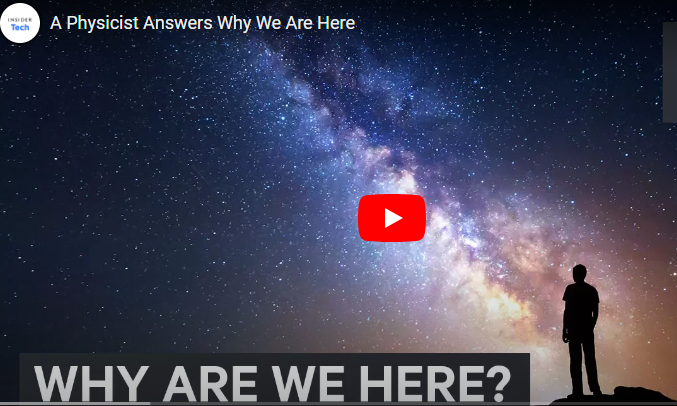 INSIDER
Tech
A Physicist Answers Why We Are Here
WHY ARE WE HERE?